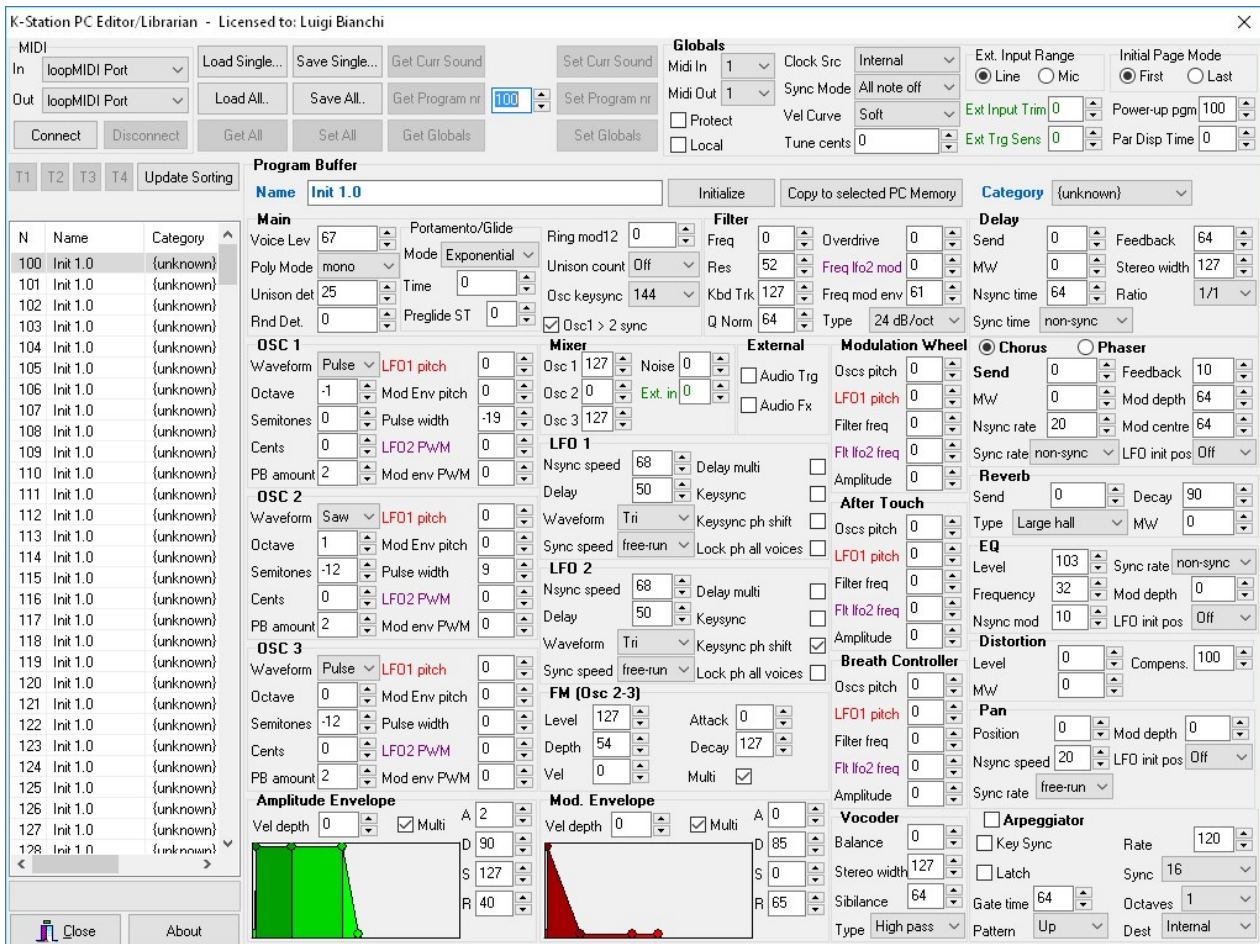 K-Station PC Editor/Librarian - Licensed to: Luigi Bianchi
MIDI
In loopMIDI Port
Out loopMIDI Port
Connect Disconnect
Load Single... Save Single... Get Curr Sound Set Curr Sound
Load All.. Save All.. Get Program nr 100 Set Program nr
Get All Set All Get Globals Set Globals
Globals
Midi In 1 Clock Src Internal
Midi Out 1 Sync Mode All note off
Protect Vel Curve Soft
Local Tune cents 0
Ext. Input Range
Line Mic
Ext Input Trim 0
Ext Trg Sens 0
Initial Page Mode
First Last
Power-up pgm 100
Par Disp Time 0
T1 T2 T3 T4 Update Sorting
N Name Category
100 Init 1.0 {unknown}
101 Init 1.0 {unknown}
102 Init 1.0 {unknown}
103 Init 1.0 {unknown}
104 Init 1.0 {unknown}
105 Init 1.0 {unknown}
106 Init 1.0 {unknown}
107 Init 1.0 {unknown}
108 Init 1.0 {unknown}
109 Init 1.0 {unknown}
110 Init 1.0 {unknown}
111 Init 1.0 {unknown}
112 Init 1.0 {unknown}
113 Init 1.0 {unknown}
114 Init 1.0 {unknown}
115 Init 1.0 {unknown}
116 Init 1.0 {unknown}
117 Init 1.0 {unknown}
118 Init 1.0 {unknown}
119 Init 1.0 {unknown}
120 Init 1.0 {unknown}
121 Init 1.0 {unknown}
122 Init 1.0 {unknown}
123 Init 1.0 {unknown}
124 Init 1.0 {unknown}
125 Init 1.0 {unknown}
126 Init 1.0 {unknown}
127 Init 1.0 {unknown}
128 Init 1.0 {unknown}
Close About
Program Buffer
Name Init 1.0 Initialize Copy to selected PC Memory Category {unknown}
Main
Voice Lev 67
Poly Mode mono
Unison det 25
Rnd Det. 0
Portamento/Glide
Mode Exponential
Time 0
Preglide ST 0
Ring mod12 0
Unison count Off
Osc keysync 144
Osc1 > 2 sync
Filter
Freq 0 Overdrive 0
Res 52 Freq lfo2 mod 0
Kbd Trk 127 Freq mod env 61
Q Norm 64 Type 24 dB/oct
Delay
Send 0 Feedback 64
MW 0 Stereo width 127
Nsync time 64 Ratio 1/1
Sync time non-sync
OSC 1
Waveform Pulse LFO1 pitch 0
Octave -1 Mod Env pitch 0
Semitones 0 Pulse width -19
Cents 0 LFO2 PWM 0
PB amount 2 Mod env PWM 0
OSC 2
Waveform Saw LFO1 pitch 0
Octave 1 Mod Env pitch 0
Semitones -12 Pulse width 9
Cents 0 LFO2 PWM 0
PB amount 2 Mod env PWM 0
OSC 3
Waveform Pulse LFO1 pitch 0
Octave 0 Mod Env pitch 0
Semitones -12 Pulse width 0
Cents 0 LFO2 PWM 0
PB amount 2 Mod env PWM 0
Mixer
Osc 1 127 Noise 0
Osc 2 0 Ext. in 0
Osc 3 127
External
Audio Trg
Audio Fx
LFO 1
Nsync speed 68 Delay multi
Delay 50 Keysync
Waveform Tri Keysync ph shift
Sync speed free-run Lock ph all voices
LFO 2
Nsync speed 68 Delay multi
Delay 50 Keysync
Waveform Tri Keysync ph shift
Sync speed free-run Lock ph all voices
FM (Osc 2-3)
Level 127 Attack 0
Depth 54 Decay 127
Vel 0 Multi
Modulation Wheel
Oscs pitch 0
LFO1 pitch 0
Filter freq 0
Flt lfo2 freq 0
Amplitude 0
After Touch
Oscs pitch 0
LFO1 pitch 0
Filter freq 0
Flt lfo2 freq 0
Amplitude 0
Breath Controller
Oscs pitch 0
LFO1 pitch 0
Filter freq 0
Flt lfo2 freq 0
Amplitude 0
Chorus Phaser
Send 0 Feedback 10
MW 0 Mod depth 64
Nsync rate 20 Mod centre 64
Sync rate non-sync LFO init pos Off
Reverb
Send 0 Decay 90
Type Large hall MW 0
EQ
Level 103 Sync rate non-sync
Frequency 32 Mod depth 0
Nsync mod 10 LFO init pos Off
Distortion
Level 0 Compens. 100
MW 0
Pan
Position 0 Mod depth 0
Nsync speed 20 LFO init pos Off
Sync rate free-run
Amplitude Envelope
Vel depth 0 Multi
A 2
D 90
S 127
R 40
Mod. Envelope
Vel depth 0 Multi
A 0
D 85
S 0
R 65
Vocoder
Balance 0
Stereo width 127
Sibilance 64
Type High pass
Arpeggiator
Key Sync Rate 120
Latch Sync 16
Gate time 64 Octaves 1
Pattern Up Dest Internal